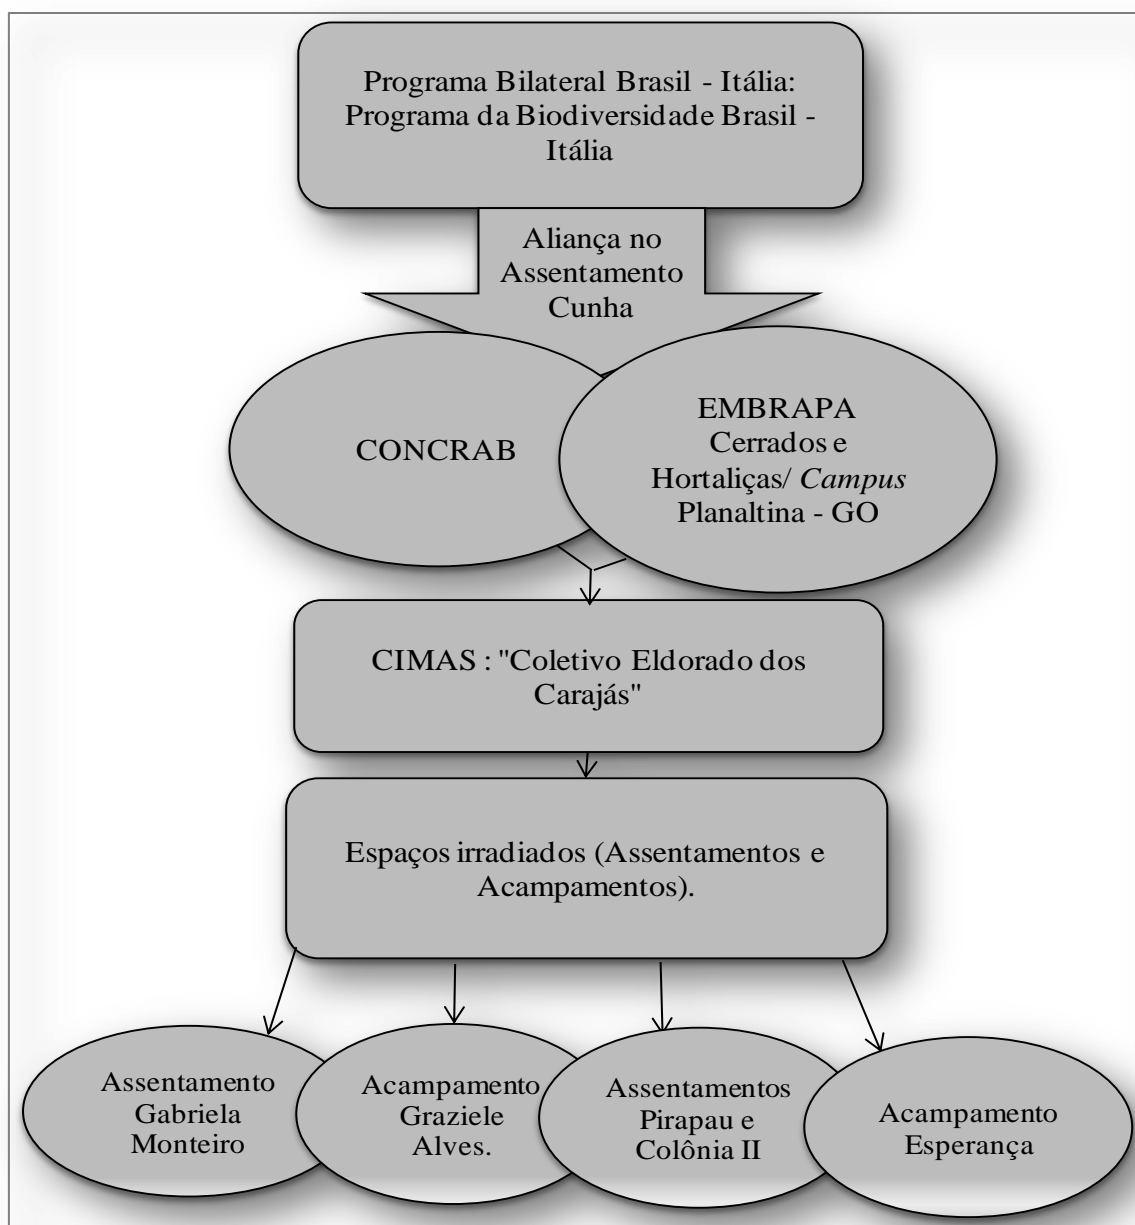 Programa Bilateral Brasil - Itália:
Programa da Biodiversidade Brasil -
Itália
Aliança no
Assentamento
Cunha
CONCRAB
EMBRAPA
Cerrados e
Hortaliças/ Campus
Planaltina - GO
CIMAS : "Coletivo Eldorado dos
Carajás"
Espaços irradiados (Assentamentos e
Acampamentos).
Assentamento
Gabriela
Monteiro
Acampamento
Graziele
Alves.
Assentamentos
Pirapau e
Colônia II
Acampamento
Esperança